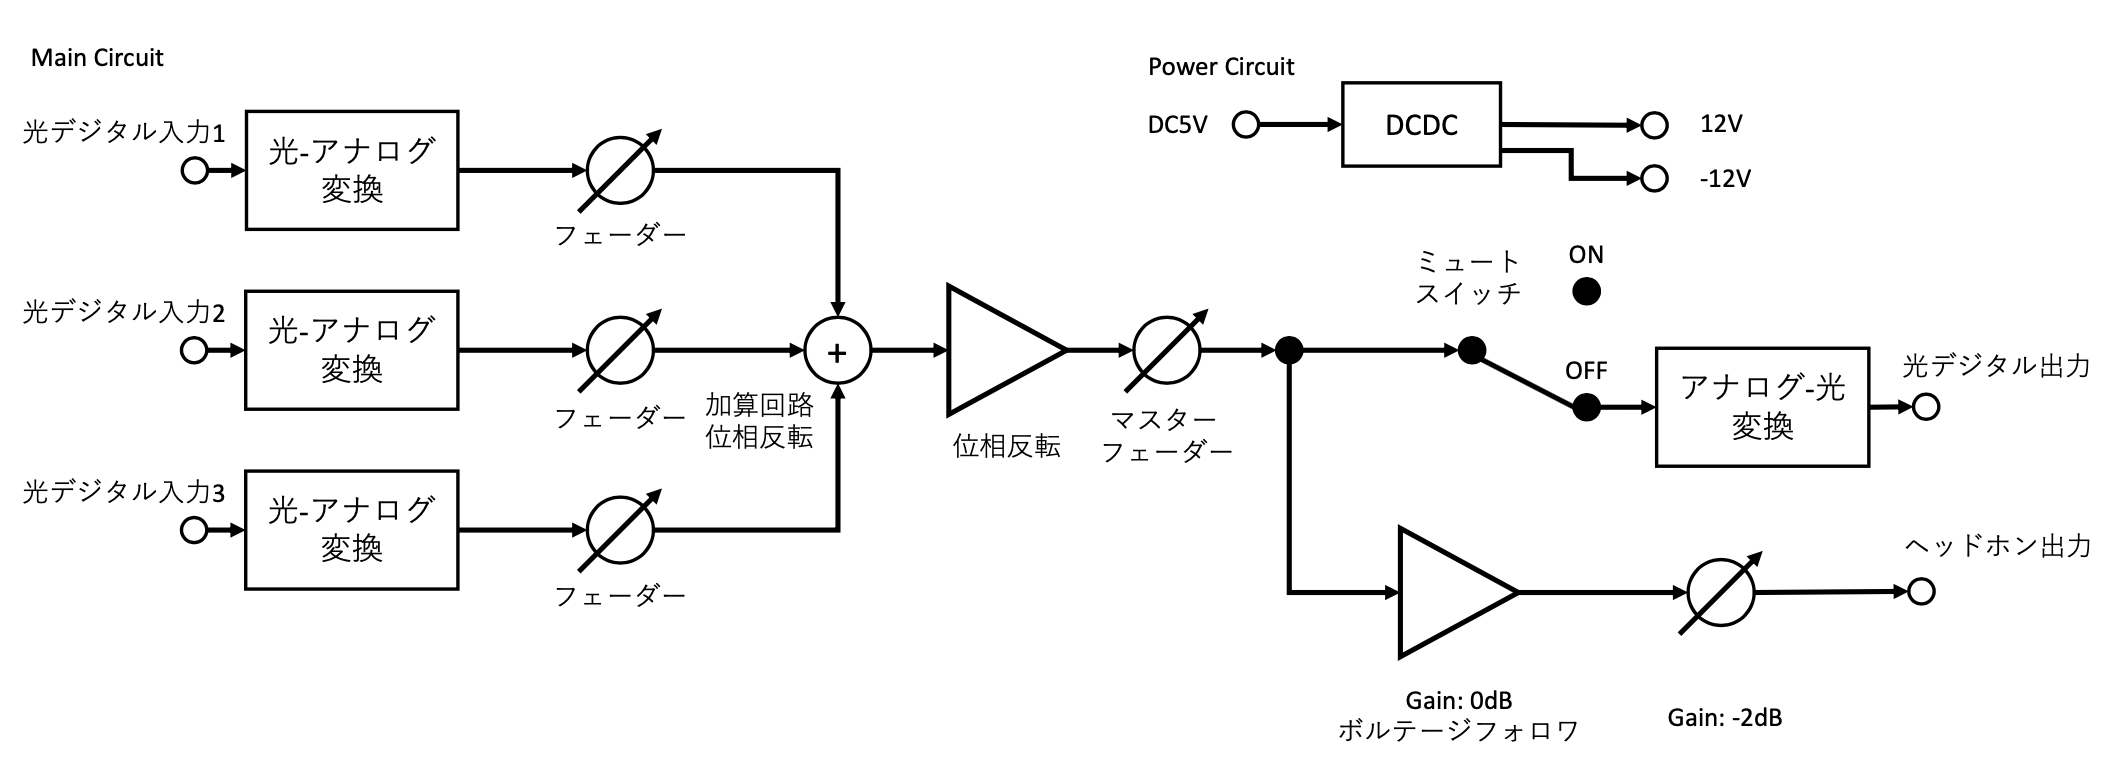 Main Circuit
光デジタル入力1
光-アナログ
変換
フェーダー
光デジタル入力2
光-アナログ
変換
フェーダー
加算回路
位相反転
+
光デジタル入力3
光-アナログ
変換
フェーダー
位相反転
マスター
フェーダー
Power Circuit
DC5V
DCDC
12V
-12V
ミュート
スイッチ
ON
OFF
アナログ-光
変換
光デジタル出力
ヘッドホン出力
Gain: 0dB
ボルテージフォロワ
Gain: -2dB